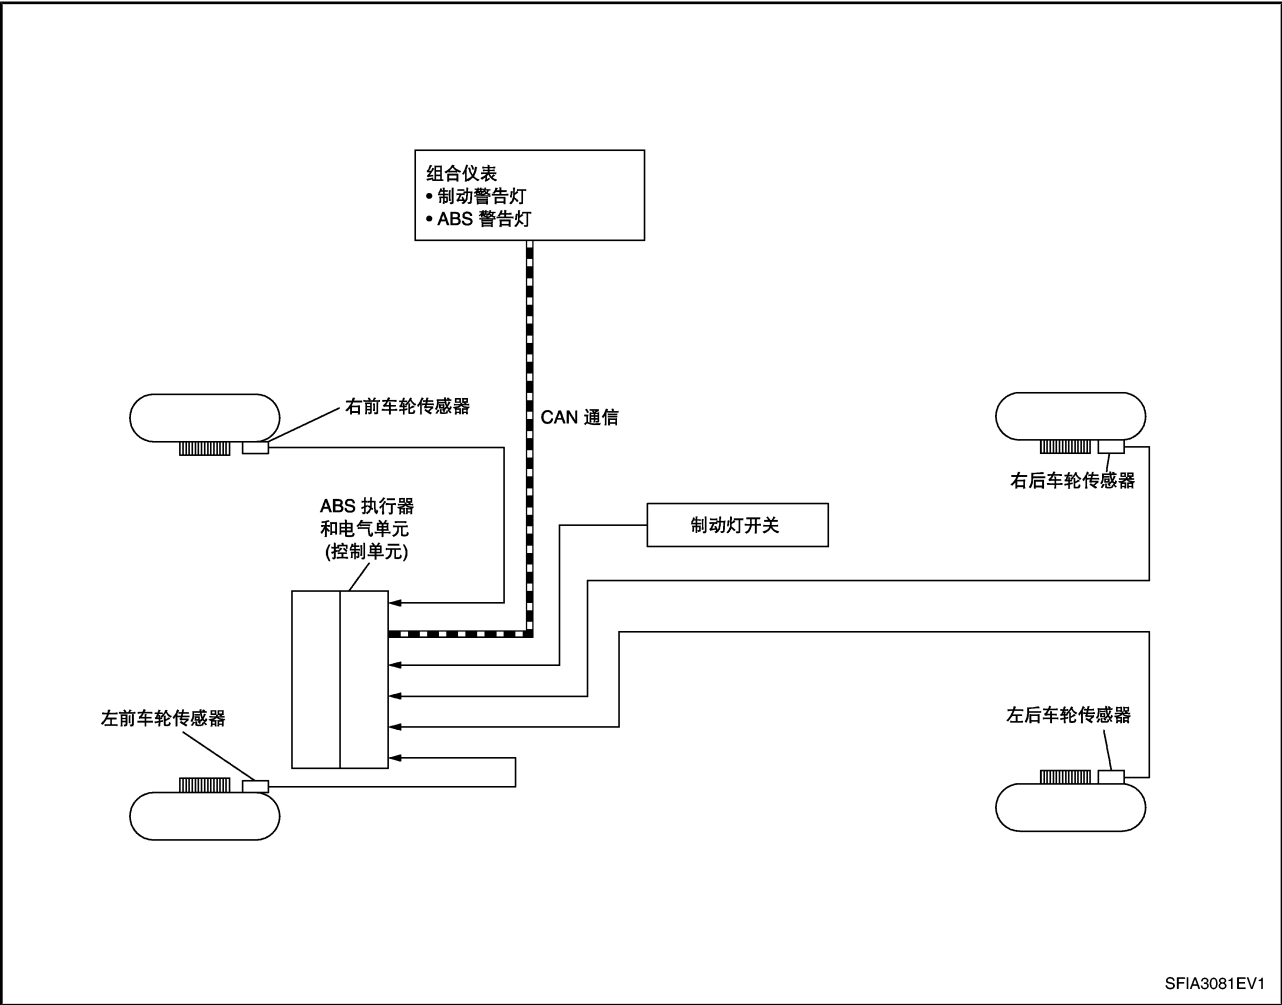 组合仪表
• 制动警告灯
• ABS 警告灯
右前车轮传感器
CAN 通信
右后车轮传感器
ABS 执行器
和电气单元
(控制单元)
制动灯开关
左前车轮传感器
左后车轮传感器
SFIA3081EV1